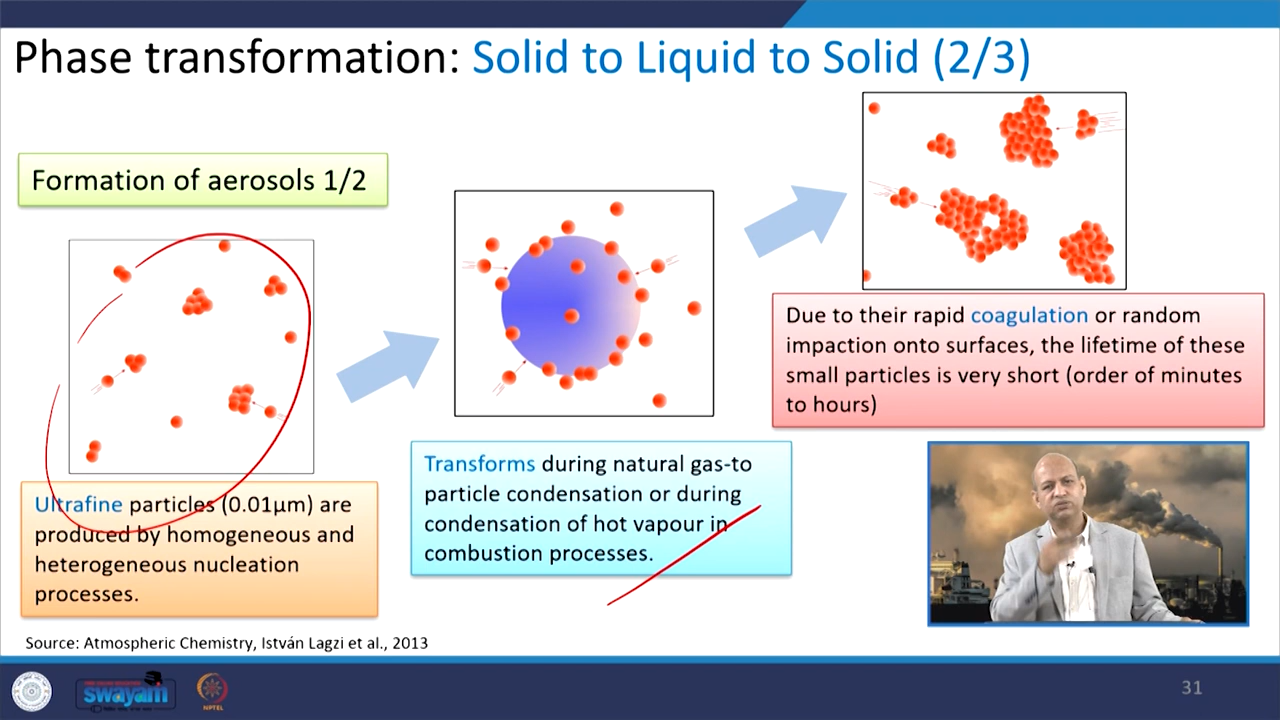 Phase transformation: Solid to Liquid to Solid (2/3)
Formation of aerosols 1/2
Ultrafine particles (0.01µm) are
produced by homogeneous and
heterogeneous nucleation
processes.
Transforms during natural gas-to
particle condensation or during
condensation of hot vapour in
combustion processes.
Due to their rapid coagulation or random
impaction onto surfaces, the lifetime of these
small particles is very short (order of minutes
to hours)
Source: Atmospheric Chemistry, István Lagzi et al., 2013
swayam
NPTEL
31